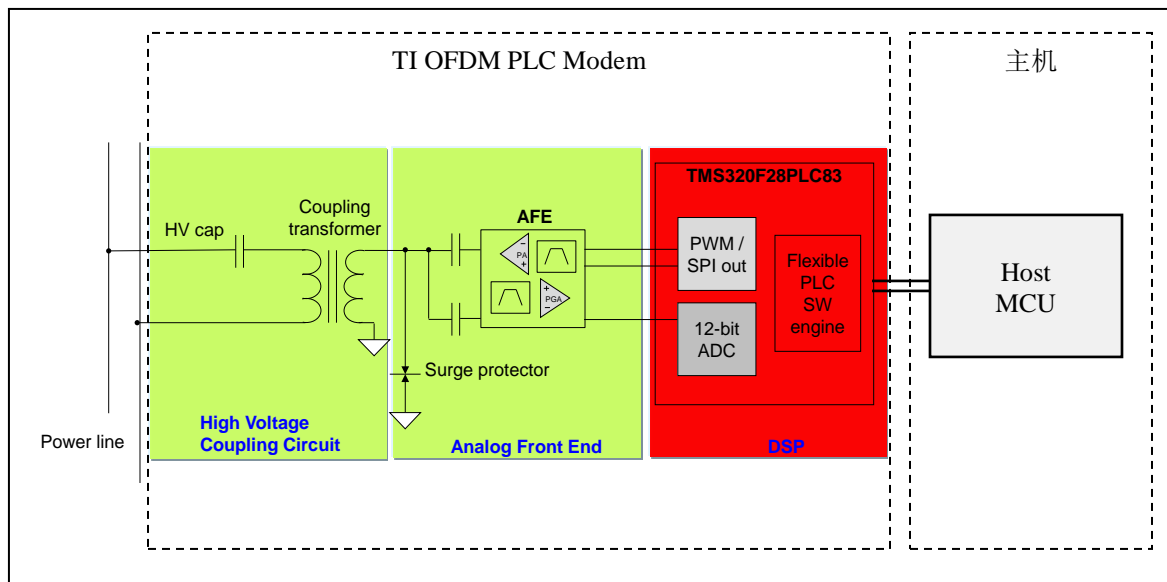 TI OFDM PLC Modem
主机
TMS320F28PLC83
Coupling
transformer
HV cap
AFE
PA
PGA
PWM /
SPI out
12-bit
ADC
Flexible
PLC
SW
engine
Host
MCU
Surge protector
Power line
High Voltage
Coupling Circuit
Analog Front End
DSP